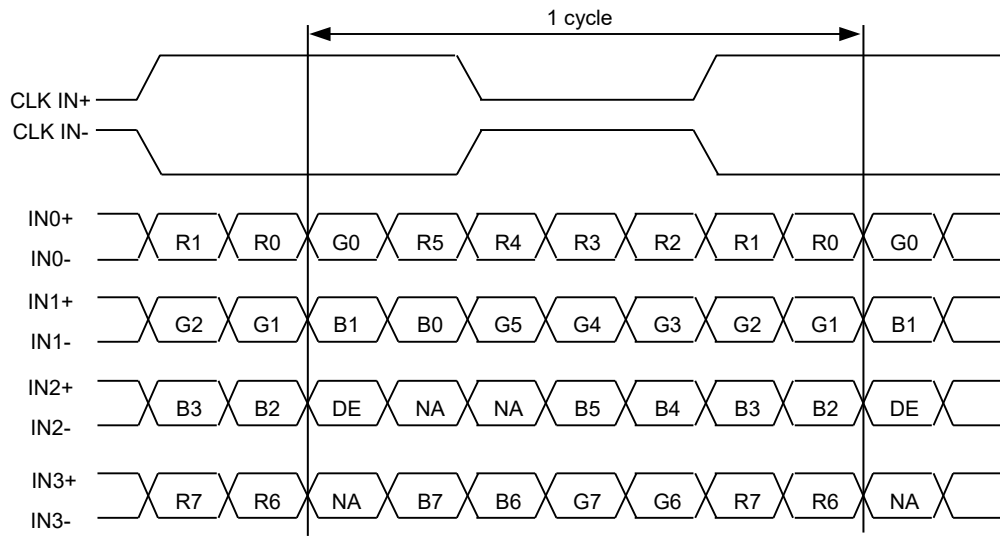 1 cycle
CLK IN+
CLK IN-
IN0+
R1 R0 G0 R5 R4 R3 R2 R1 R0 G0
IN0-
IN1+
G2 G1 B1 B0 G5 G4 G3 G2 G1 B1
IN1-
IN2+
B3 B2 DE NA NA B5 B4 B3 B2 DE
IN2-
IN3+
R7 R6 NA B7 B6 G7 G6 R7 R6 NA
IN3-